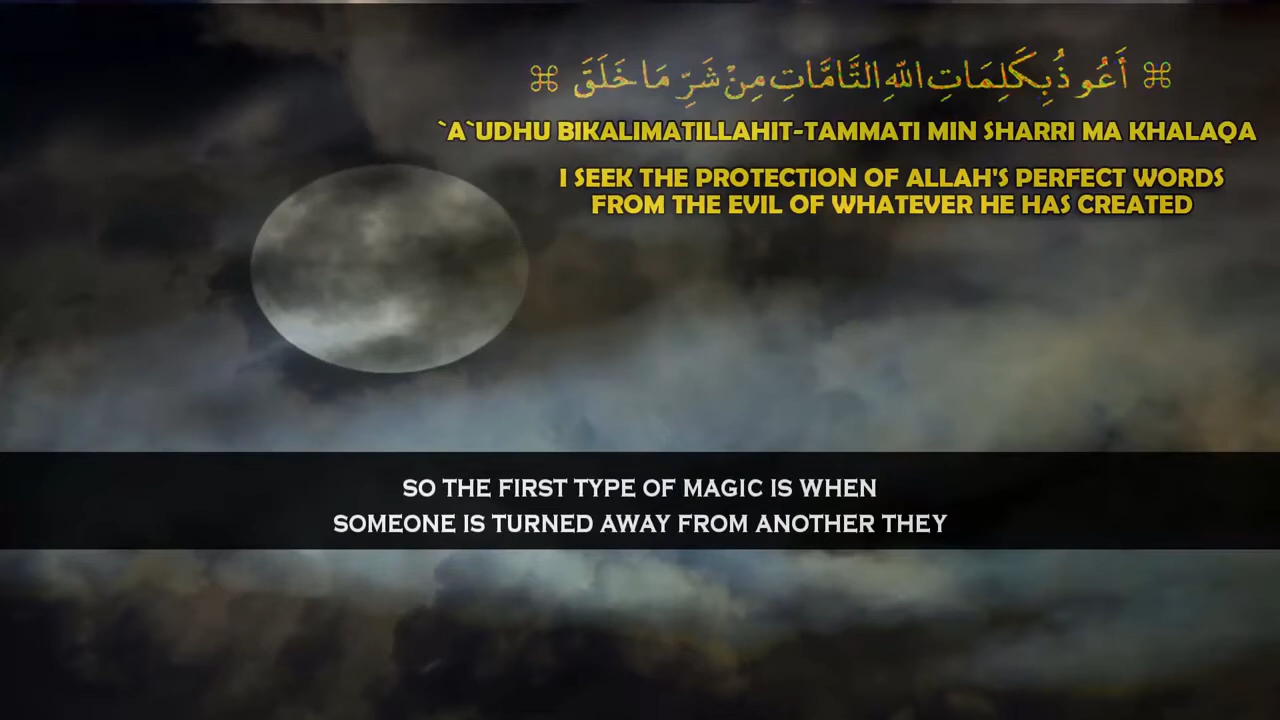 ⌘ أَعُوذُ بِكَلِمَاتِ اللّٰهِ التَّامَّاتِ مِنْ شَرِّ مَا خَلَقَ ⌘
`A`UDHU BIKALIMATILLAHIT-TAMMATI MIN SHARRI MA KHALAQA
I SEEK THE PROTECTION OF ALLAH'S PERFECT WORDS
FROM THE EVIL OF WHATEVER HE HAS CREATED
SO THE FIRST TYPE OF MAGIC IS WHEN
SOMEONE IS TURNED AWAY FROM ANOTHER THEY